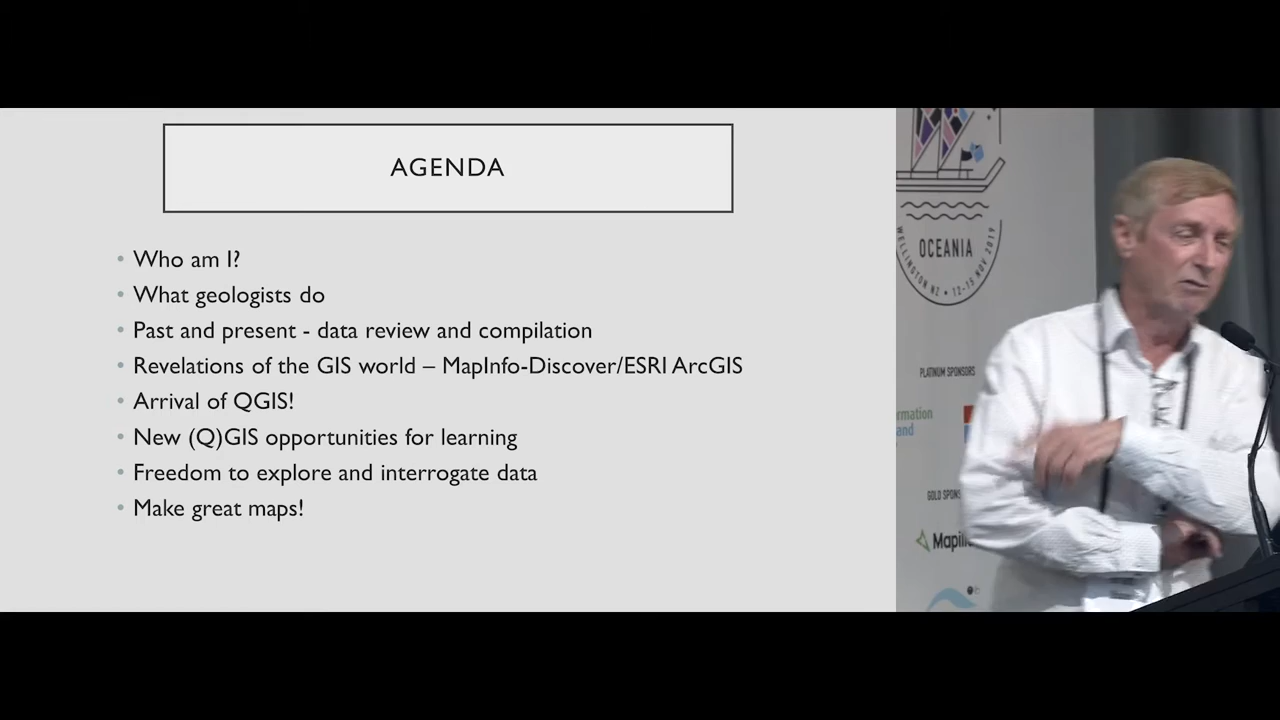 AGENDA
• Who am I?
• What geologists do
• Past and present - data review and compilation
• Revelations of the GIS world – MapInfo-Discover/ESRI ArcGIS
• Arrival of QGIS!
• New (Q)GIS opportunities for learning
• Freedom to explore and interrogate data
• Make great maps!
OCEANIA
WELLINGTON NZ • 12-15 NOV 2019
PLATINUM SPONSORS
GOLD